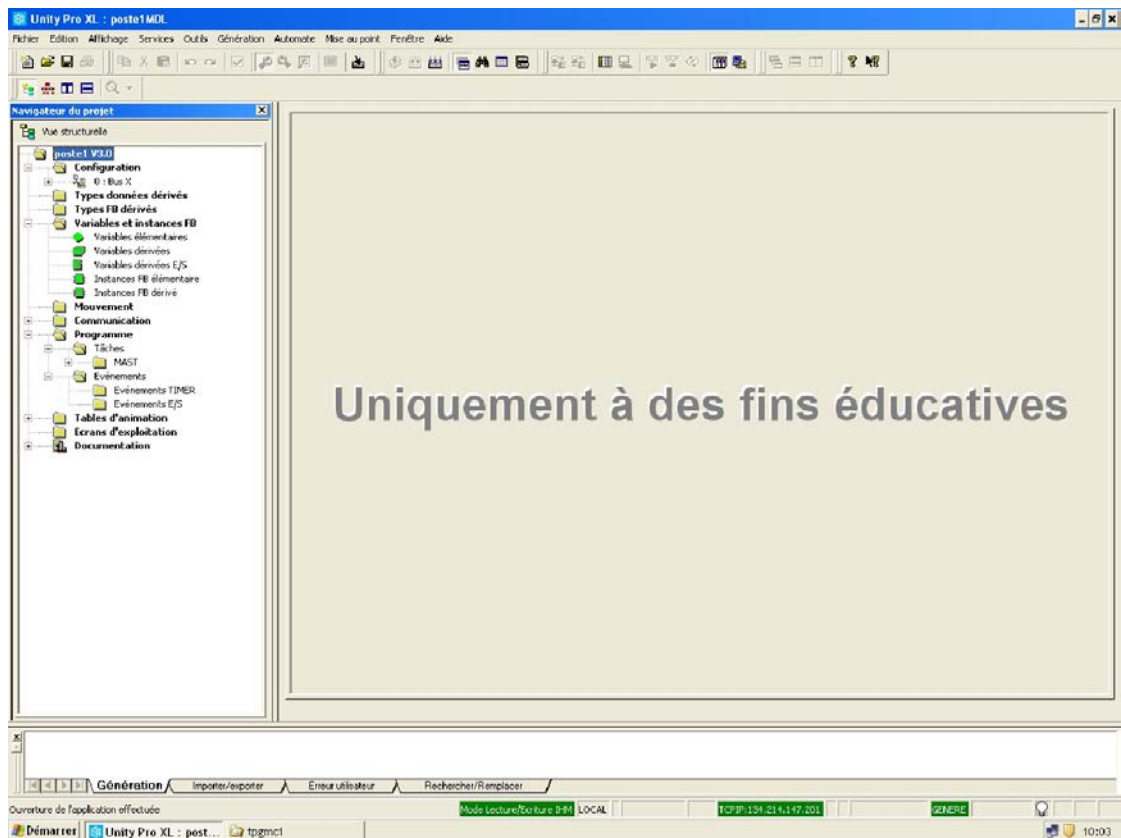 Unity Pro XL : poste1MDL
Fichier Edition Affichage Services Outils Génération Automate Mise au point Fenêtre Aide
Navigateur du projet
Vue structurelle
poste1 V3.0
Configuration
0 : Bus X
Types données dérivés
Types FB dérivés
Variables et instances FB
Variables élémentaires
Variables dérivées
Variables dérivées E/S
Instances FB élémentaire
Instances FB dérivé
Mouvement
Communication
Programme
Tâches
MAST
Evénements
Evénements TIMER
Evénements E/S
Tables d'animation
Ecrans d'exploitation
Documentation
Uniquement à des fins éducatives
Génération Importer/exporter Erreur utilisateur Rechercher/Remplacer
Ouverture de l'application effectuée Mode Lecture/Ecriture IHM LOCAL TCPIP:134.214.147.201 GENERE
Démarrer Unity Pro XL : post... tpgmc1 10:03